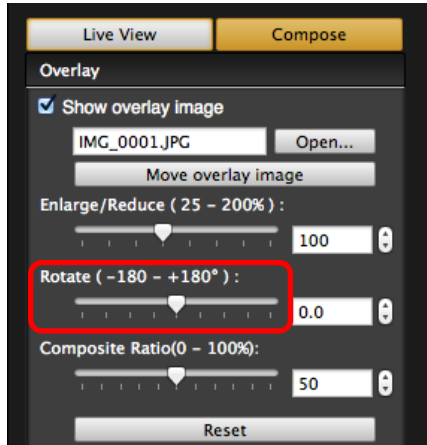 Live View Compose
Overlay
Show overlay image
IMG_0001.JPG Open...
Move overlay image
Enlarge/Reduce ( 25 - 200% ) :
100
Rotate ( -180 - +180° ) :
0.0
Composite Ratio(0 - 100%):
50
Reset